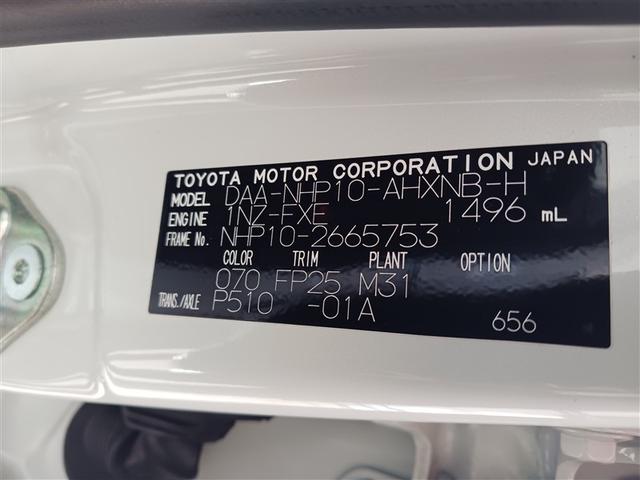 TOYOTA MOTOR CORPORATION JAPAN
MODEL DAA-NHP10-AHXNB-H
ENGINE 1NZ-FXE 1496 mL
FRAME No. NHP10-2665753
COLOR TRIM PLANT OPTION
070 FP25 M31
TRANS./AXLE P510 -01A
656